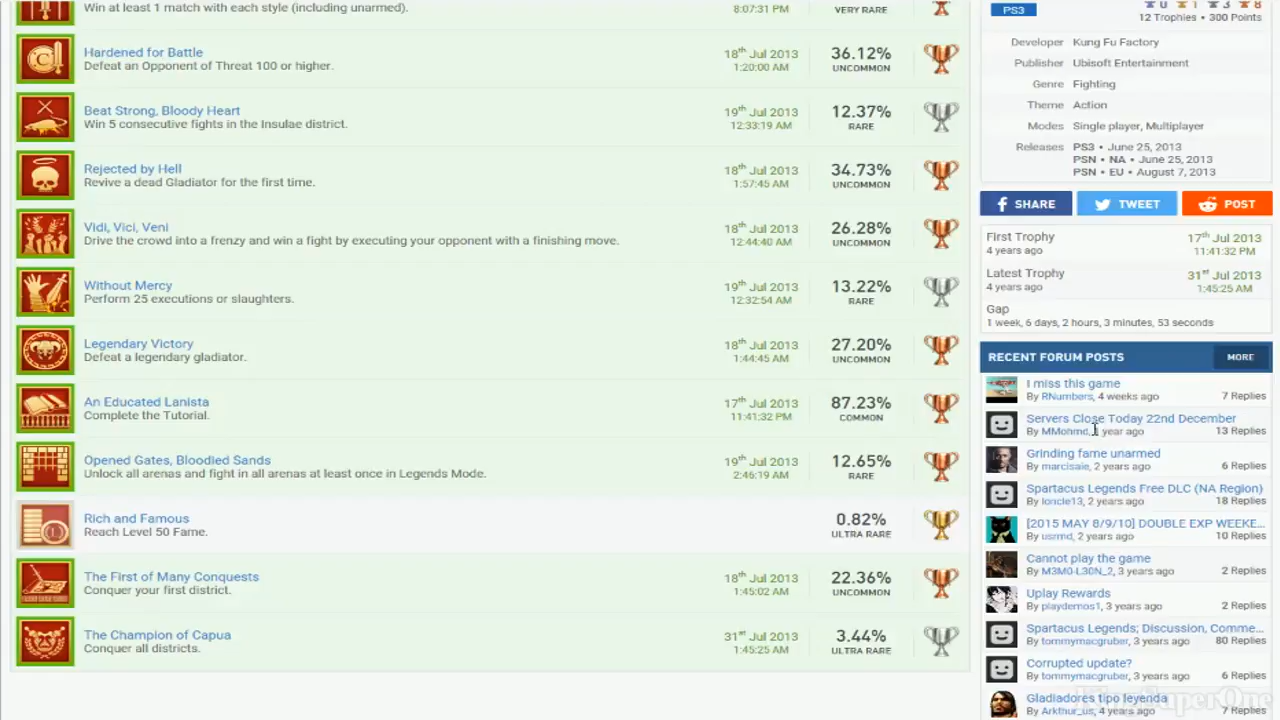 Win at least 1 match with each style (including unarmed).
8:07:31 PM
VERY RARE
Hardened for Battle
Defeat an Opponent of Threat 100 or higher.
18th Jul 2013
1:20:00 AM
36.12%
UNCOMMON
Beat Strong, Bloody Heart
Win 5 consecutive fights in the Insulae district.
19th Jul 2013
12:33:19 AM
12.37%
RARE
Rejected by Hell
Revive a dead Gladiator for the first time.
18th Jul 2013
1:57:45 AM
34.73%
UNCOMMON
Vidi, Vici, Veni
Drive the crowd into a frenzy and win a fight by executing your opponent with a finishing move.
18th Jul 2013
12:44:40 AM
26.28%
UNCOMMON
Without Mercy
Perform 25 executions or slaughters.
19th Jul 2013
12:32:54 AM
13.22%
RARE
Legendary Victory
Defeat a legendary gladiator.
18th Jul 2013
1:44:45 AM
27.20%
UNCOMMON
An Educated Lanista
Complete the Tutorial.
17th Jul 2013
11:41:32 PM
87.23%
COMMON
Opened Gates, Bloodied Sands
Unlock all arenas and fight in all arenas at least once in Legends Mode.
19th Jul 2013
2:46:19 AM
12.65%
RARE
Rich and Famous
Reach Level 50 Fame.
0.82%
ULTRA RARE
The First of Many Conquests
Conquer your first district.
18th Jul 2013
1:45:02 AM
22.36%
UNCOMMON
The Champion of Capua
Conquer all districts.
31st Jul 2013
1:45:25 AM
3.44%
ULTRA RARE
PS3
0 1 3 8
12 Trophies • 300 Points
Developer Kung Fu Factory
Publisher Ubisoft Entertainment
Genre Fighting
Theme Action
Modes Single player, Multiplayer
Releases PS3 • June 25, 2013
PSN • NA • June 25, 2013
PSN • EU • August 7, 2013
SHARE TWEET POST
First Trophy
4 years ago
17th Jul 2013
11:41:32 PM
Latest Trophy
4 years ago
31st Jul 2013
1:45:25 AM
Gap
1 week, 6 days, 2 hours, 3 minutes, 53 seconds
RECENT FORUM POSTS MORE
I miss this game
By RNumbers, 4 weeks ago 7 Replies
Servers Close Today 22nd December
By MMohmd, 1 year ago 13 Replies
Grinding fame unarmed
By marcisaie, 2 years ago 6 Replies
Spartacus Legends Free DLC (NA Region)
By loncle13, 2 years ago 18 Replies
[2015 MAY 8/9/10] DOUBLE EXP WEEKE...
By usrmd, 2 years ago 10 Replies
Cannot play the game
By M3M0-L30N_2, 3 years ago 2 Replies
Uplay Rewards
By playdemos1, 3 years ago 2 Replies
Spartacus Legends; Discussion, Comme...
By tommymacgruber, 3 years ago 80 Replies
Corrupted update?
By tommymacgruber, 3 years ago 6 Replies
Gladiadores tipo leyenda
By Arkthur_us, 4 years ago 7 Replies